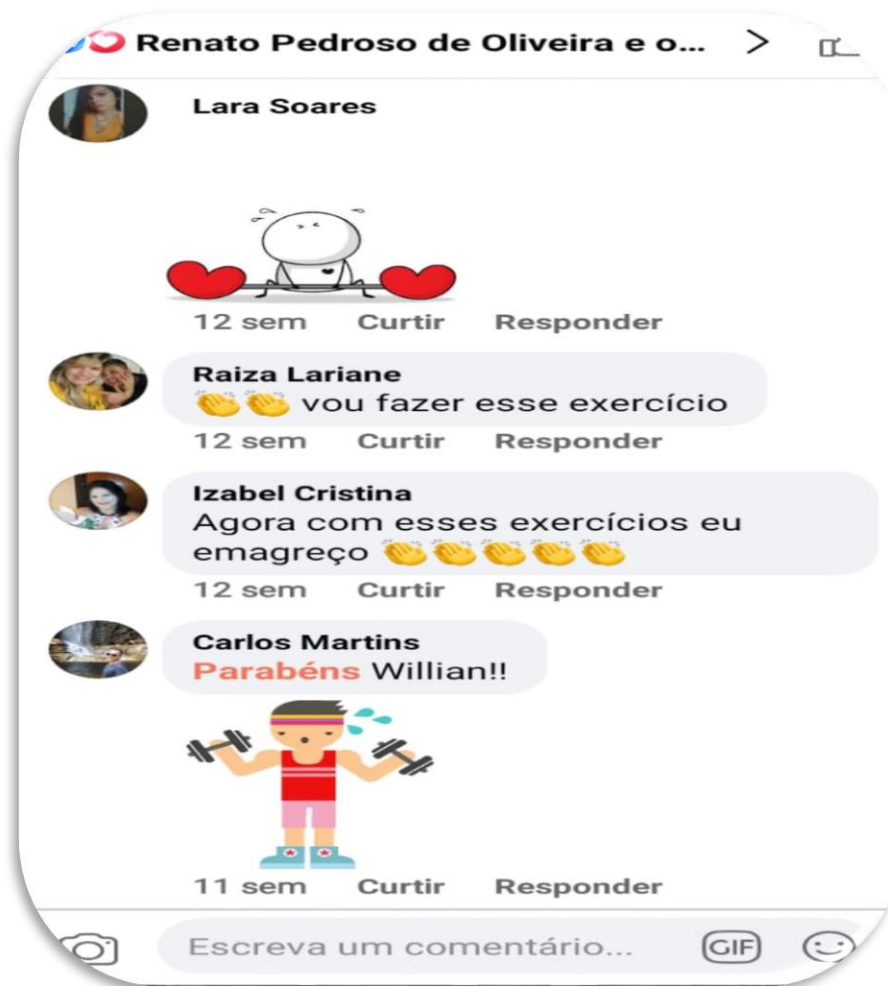 Renato Pedroso de Oliveira e o...
Lara Soares
12 sem Curtir Responder
Raiza Lariane
👏👏 vou fazer esse exercício
12 sem Curtir Responder
Izabel Cristina
Agora com esses exercícios eu
emagreço 👏👏👏👏👏
12 sem Curtir Responder
Carlos Martins
Parabéns Willian!!
11 sem Curtir Responder
Escreva um comentário... GIF